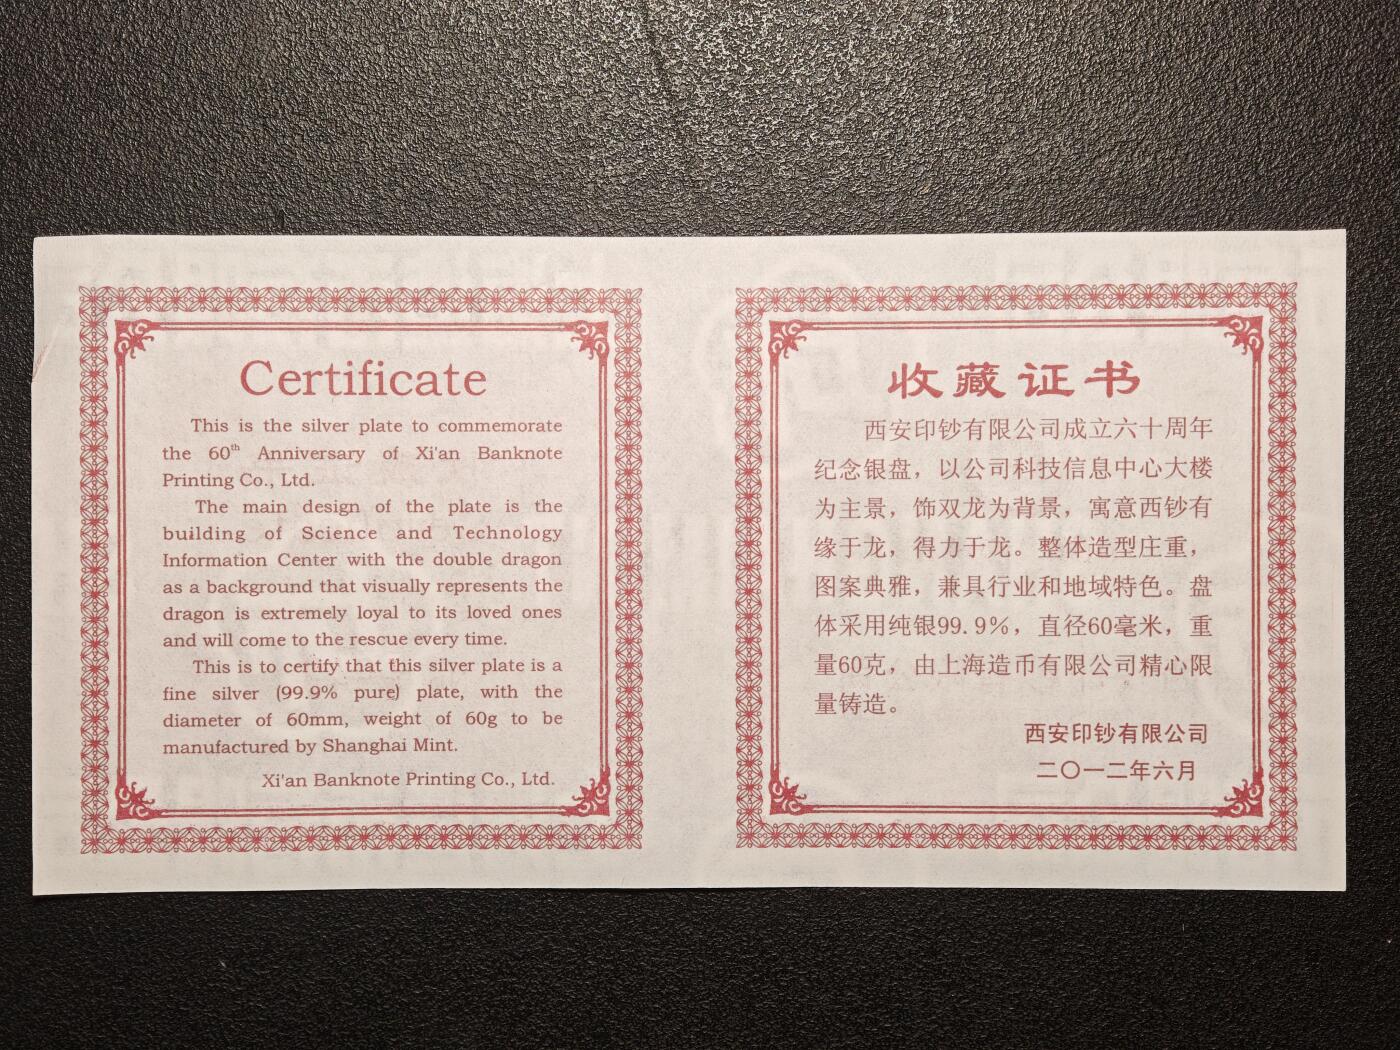 Certificate
This is the silver plate to commemorate
the 60th Anniversary of Xi'an Banknote
Printing Co., Ltd.
The main design of the plate is the
building of Science and Technology
Information Center with the double dragon
as a background that visually represents the
dragon is extremely loyal to its loved ones
and will come to the rescue every time.
This is to certify that this silver plate is a
fine silver (99.9% pure) plate, with the
diameter of 60mm, weight of 60g to be
manufactured by Shanghai Mint.
Xi'an Banknote Printing Co., Ltd.
收藏证书
西安印钞有限公司成立六十周年
纪念银盘，以公司科技信息中心大楼
为主景，饰双龙为背景，寓意西钞有
缘于龙，得力于龙。整体造型庄重，
图案典雅，兼具行业和地域特色。盘
体采用纯银99.9%，直径60毫米，重
量60克，由上海造币有限公司精心限
量铸造。
西安印钞有限公司
二〇一二年六月